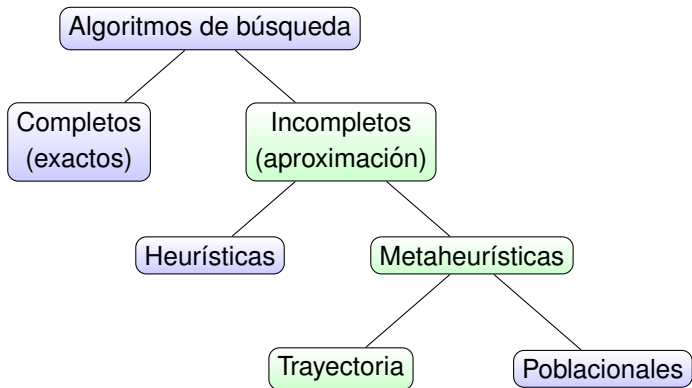 Algoritmos de búsqueda
Completos
(exactos)
Incompletos
(aproximación)
Heurísticas
Metaheurísticas
Trayectoria
Poblacionales